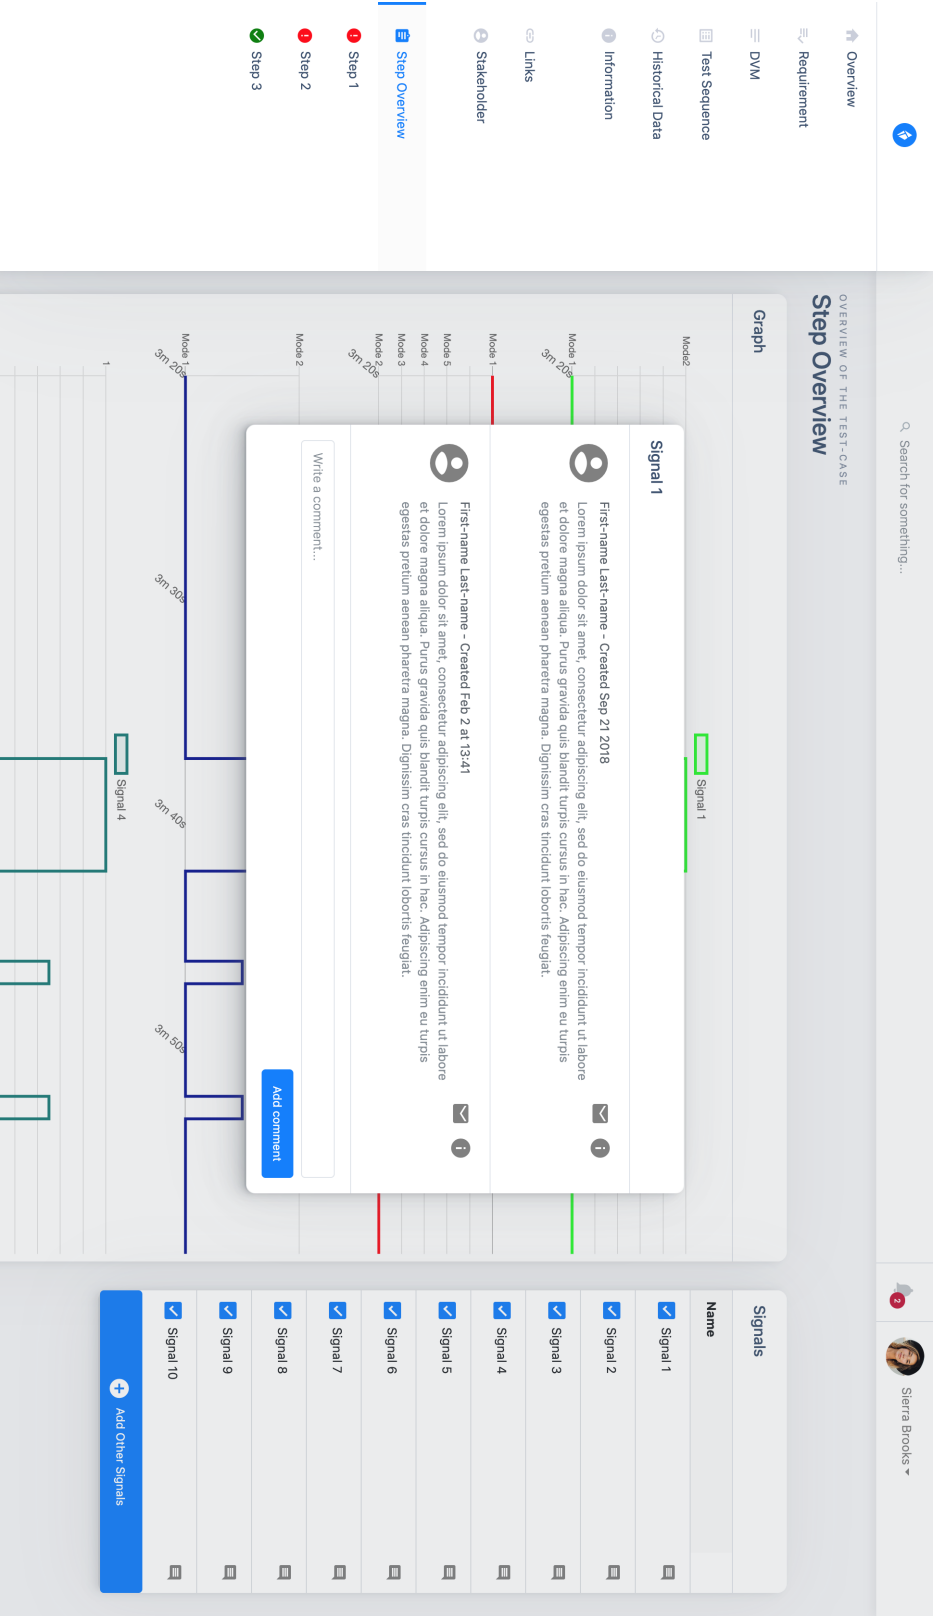 Search for something...
2
Sierra Brooks
Overview
Requirement
DVM
Test Sequence
Historical Data
Information
Links
Stakeholder
Step Overview
Step 1
Step 2
Step 3
OVERVIEW OF THE TEST-CASE
Step Overview
Graph
Signal 1
Mode2
Mode 1
3m 20s
Mode 1
Mode 5
Mode 4
Mode 3
Mode 2
3m 20s
Mode 2
Mode 1
3m 20s
3m 30s
3m 40s
3m 50s
Signal 4
1
Signal 1
First-name Last-name - Created Sep 21 2018
Lorem ipsum dolor sit amet, consectetur adipiscing elit, sed do eiusmod tempor incididunt ut labore
et dolore magna aliqua. Purus gravida quis blandit turpis cursus in hac. Adipiscing enim eu turpis
egestas pretium aenean pharetra magna. Dignissim cras tincidunt lobortis feugiat.
First-name Last-name - Created Feb 2 at 13:41
Lorem ipsum dolor sit amet, consectetur adipiscing elit, sed do eiusmod tempor incididunt ut labore
et dolore magna aliqua. Purus gravida quis blandit turpis cursus in hac. Adipiscing enim eu turpis
egestas pretium aenean pharetra magna. Dignissim cras tincidunt lobortis feugiat.
Write a comment...
Add comment
Signals
Name
Signal 1
Signal 2
Signal 3
Signal 4
Signal 5
Signal 6
Signal 7
Signal 8
Signal 9
Signal 10
Add Other Signals